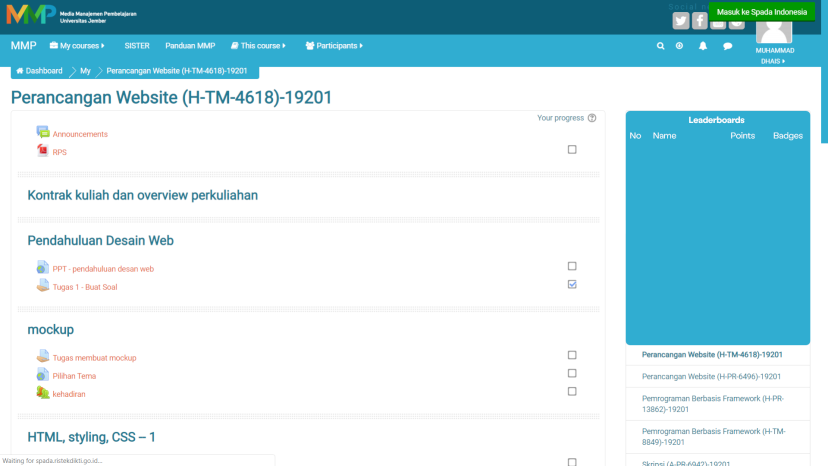 MMP Media Manajemen Pembelajaran
Universitas Jember
Masuk ke Spada Indonesia
MMP My courses SISTER Panduan MMP This course Participants
MUHAMMAD
DHAIS
Dashboard My Perancangan Website (H-TM-4618)-19201
Perancangan Website (H-TM-4618)-19201
Your progress
Announcements
RPS
Kontrak kuliah dan overview perkuliahan
Pendahuluan Desain Web
PPT - pendahuluan desan web
Tugas 1 - Buat Soal
mockup
Tugas membuat mockup
Pilihan Tema
kehadiran
HTML, styling, CSS – 1
Waiting for spada.ristekdikti.go.id...
Leaderboards
No Name Points Badges
Perancangan Website (H-TM-4618)-19201
Perancangan Website (H-PR-6496)-19201
Pemrograman Berbasis Framework (H-PR-
13862)-19201
Pemrograman Berbasis Framework (H-TM-
8849)-19201
Skripsi (A-PR-6942)-19201